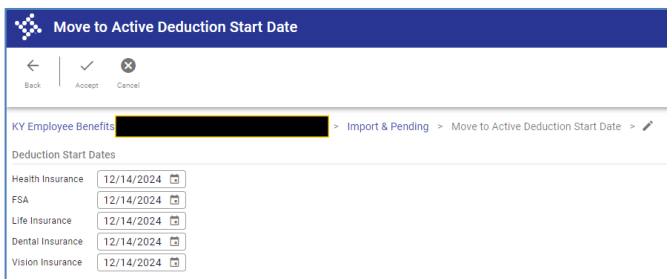 Move to Active Deduction Start Date
Back Accept Cancel
KY Employee Benefits > Import & Pending > Move to Active Deduction Start Date >
Deduction Start Dates
Health Insurance 12/14/2024
FSA 12/14/2024
Life Insurance 12/14/2024
Dental Insurance 12/14/2024
Vision Insurance 12/14/2024